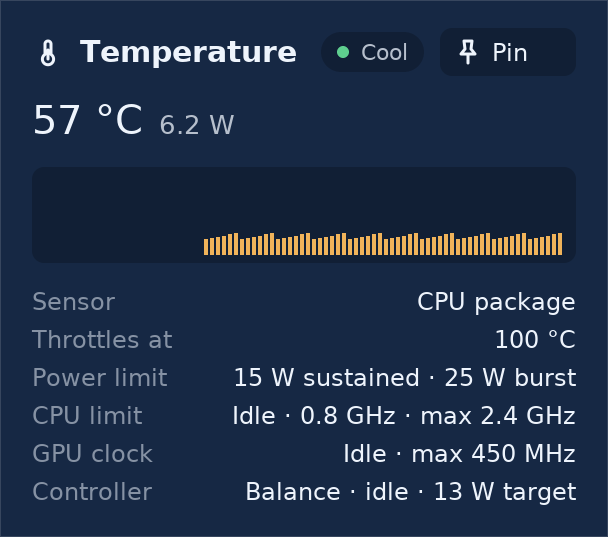 Temperature Cool Pin
57 °C 6.2 W
Sensor CPU package
Throttles at 100 °C
Power limit 15 W sustained · 25 W burst
CPU limit Idle · 0.8 GHz · max 2.4 GHz
GPU clock Idle · max 450 MHz
Controller Balance · idle · 13 W target